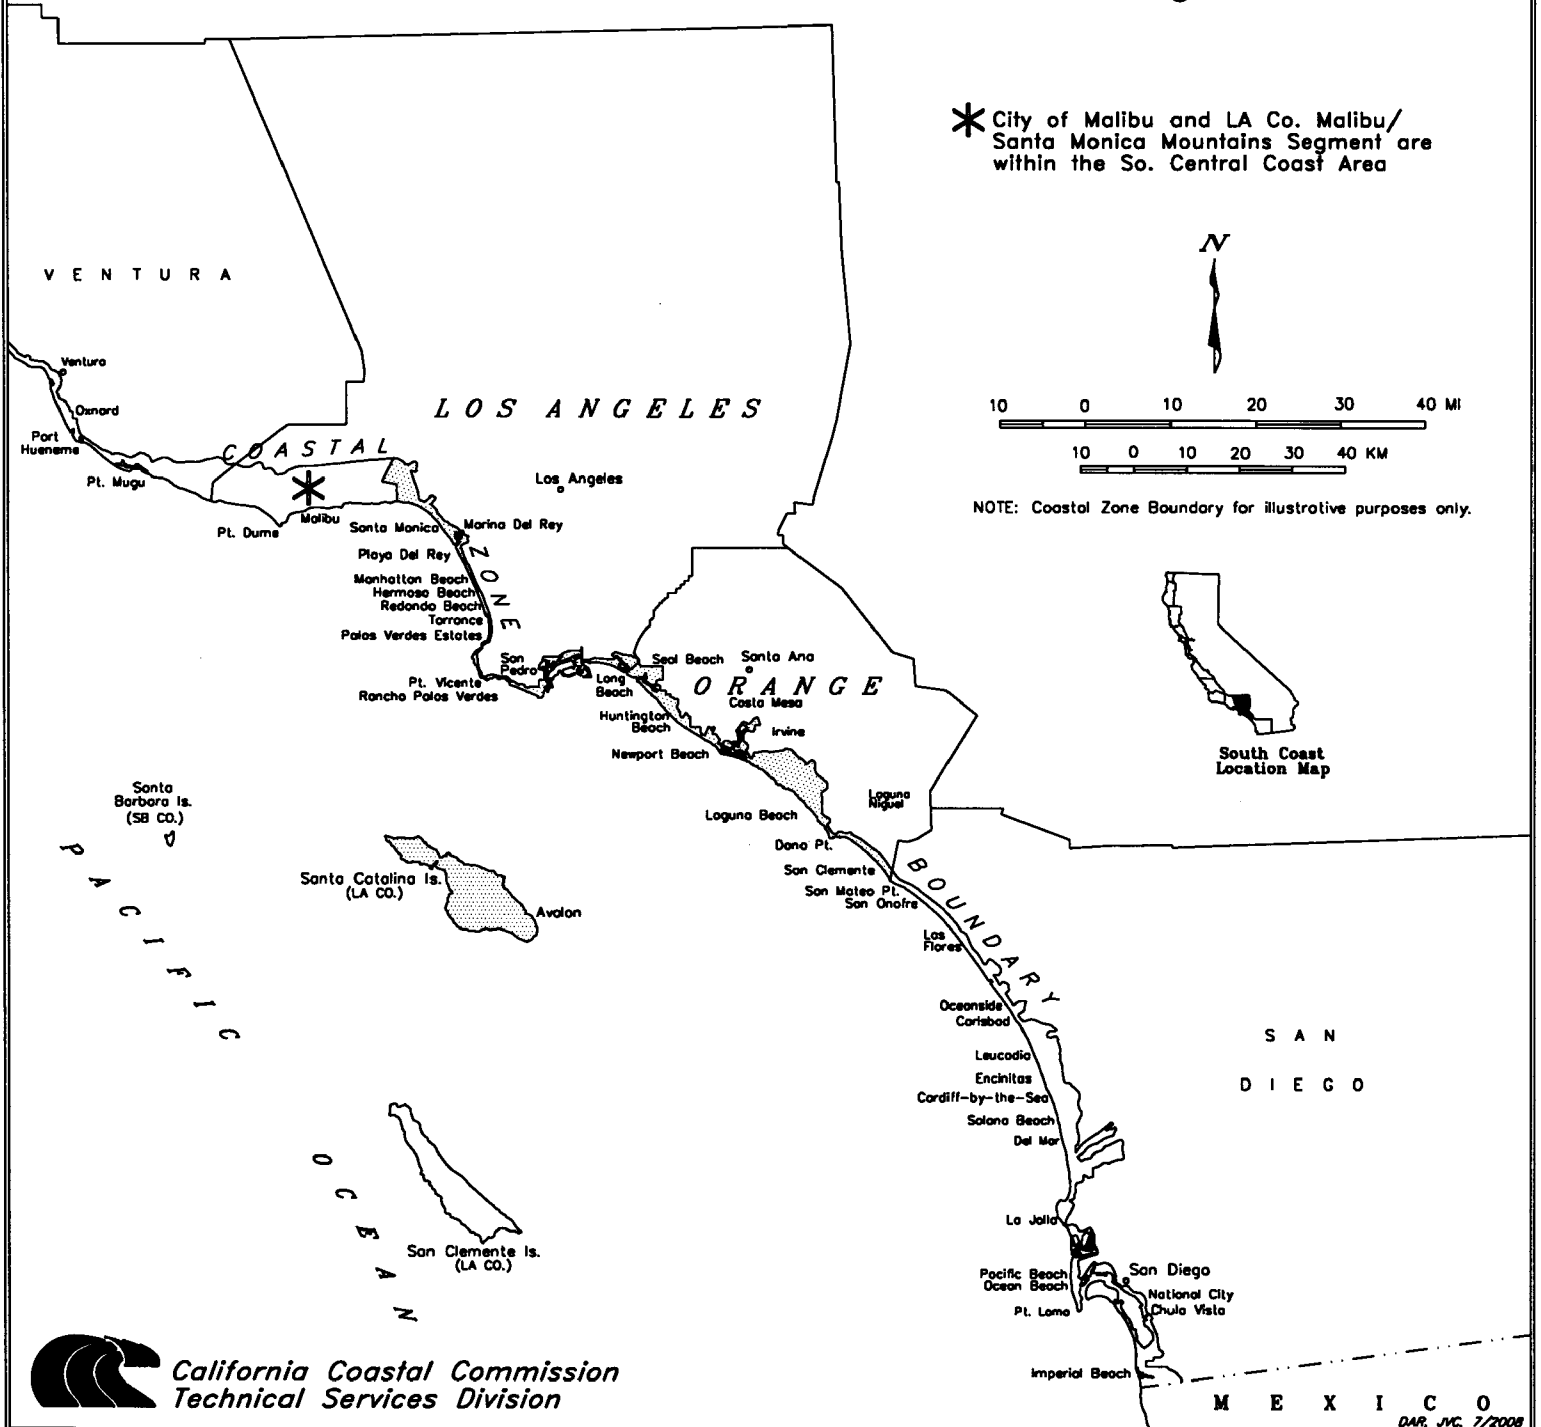 City of Malibu and LA Co. Malibu/
Santa Monica Mountains Segment are
within the So. Central Coast Area
N
VENTURA
Ventura
Oxnard
Port
Hueneme
Pt. Mugu
LOS ANGELES
COASTAL
Los Angeles
10 0 10 20 30 40 MI
10 0 10 20 30 40 KM
NOTE: Coastal Zone Boundary for illustrative purposes only.
Pt. Dume
Malibu
Santa Monica
Marina Del Rey
Playa Del Rey
ZONE
Manhattan Beach
Hermosa Beach
Redondo Beach
Torrance
Palos Verdes Estates
San
Pedro
Pt. Vicente
Rancho Palos Verdes
Long
Beach
Seal Beach
Santa Ana
ORANGE
Costa Mesa
Huntington
Beach
Irvine
Newport Beach
South Coast
Location Map
Santa
Barbara Is.
(SB CO.)
Laguna
Niguel
Laguna Beach
Dana Pt.
San Clemente
San Mateo Pt.
San Onofre
BOUNDARY
Santa Catalina Is.
(LA CO.)
Avalon
PACIFIC
Las
Flores
Oceanside
Carlsbad
Leucadia
Encinitas
Cardiff-by-the-Sea
Solana Beach
Del Mar
SAN
DIEGO
OCEAN
San Clemente Is.
(LA CO.)
La Jolla
Pacific Beach
Ocean Beach
San Diego
National City
Chula Vista
Pt. Loma
Imperial Beach
MEXICO
California Coastal Commission
Technical Services Division
DAR, JVC, 7/2008